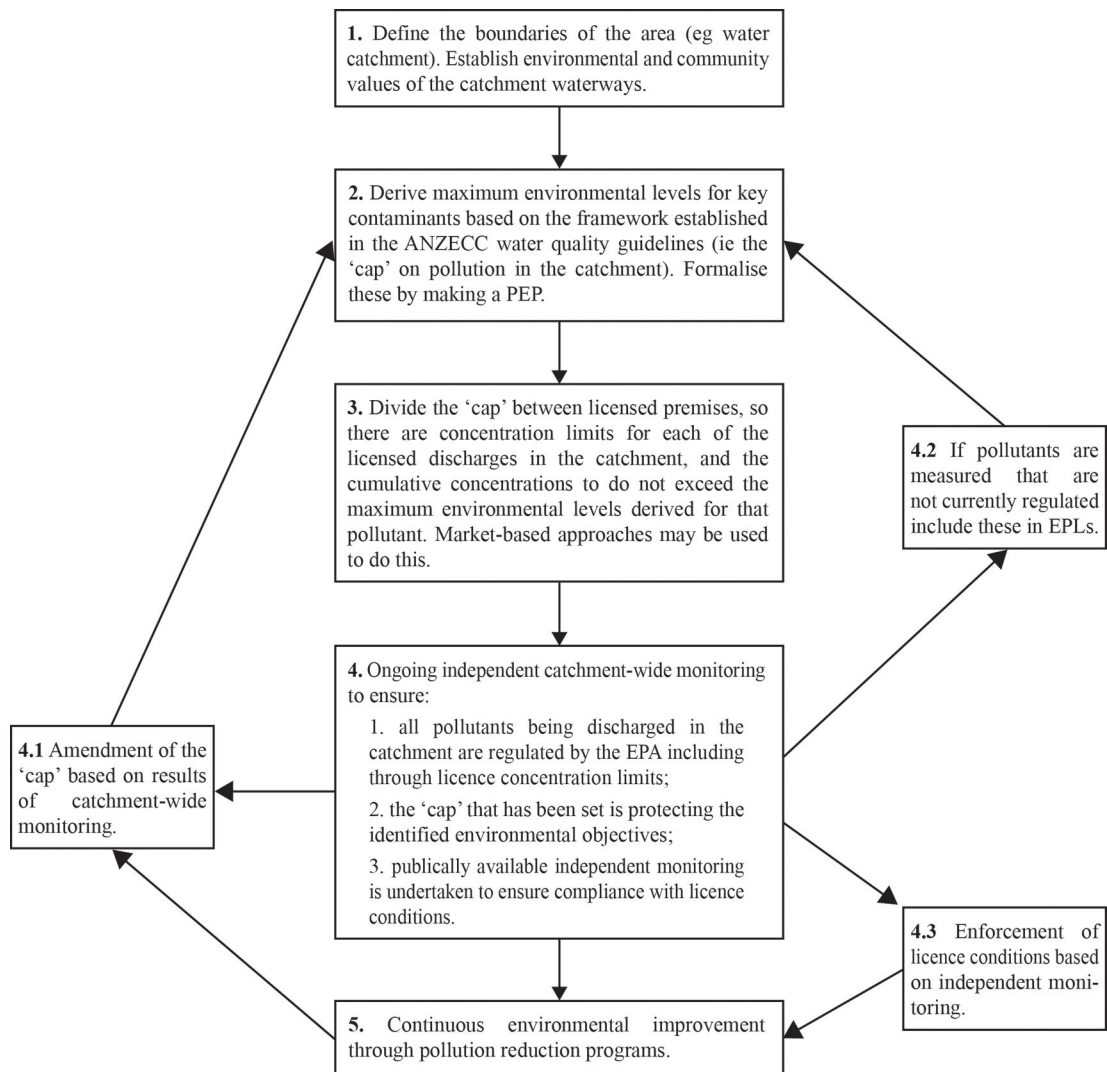 1. Define the boundaries of the area (eg water
catchment). Establish environmental and community
values of the catchment waterways.
2. Derive maximum environmental levels for key
contaminants based on the framework established
in the ANZECC water quality guidelines (ie the
‘cap’ on pollution in the catchment). Formalise
these by making a PEP.
3. Divide the ‘cap’ between licensed premises, so
there are concentration limits for each of the
licensed discharges in the catchment, and the
cumulative concentrations to do not exceed the
maximum environmental levels derived for that
pollutant. Market-based approaches may be used
to do this.
4. Ongoing independent catchment-wide monitoring
to ensure:
1. all pollutants being discharged in the
catchment are regulated by the EPA including
through licence concentration limits;
2. the ‘cap’ that has been set is protecting the
identified environmental objectives;
3. publically available independent monitoring
is undertaken to ensure compliance with licence
conditions.
4.1 Amendment of the
‘cap’ based on results
of catchment-wide
monitoring.
4.2 If pollutants are
measured that are
not currently regulated
include these in EPLs.
4.3 Enforcement of
licence conditions based
on independent moni-
toring.
5. Continuous environmental improvement
through pollution reduction programs.